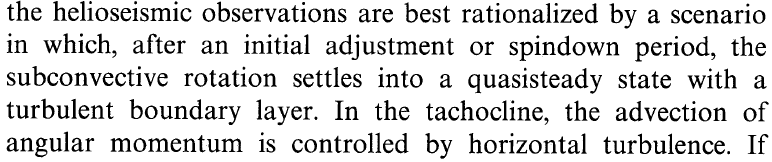 the helioseismic observations are best rationalized by a scenario
in which, after an initial adjustment or spindown period, the
subconvective rotation settles into a quasisteady state with a
turbulent boundary layer. In the tachocline, the advection of
angular momentum is controlled by horizontal turbulence. If